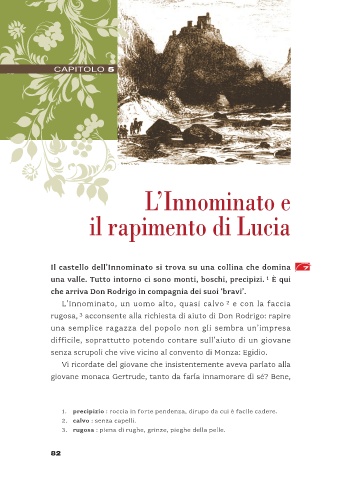 CAPITOLO 5
L'Innominato e
il rapimento di Lucia
Il castello dell'Innominato si trova su una collina che domina
una valle. Tutto intorno ci sono monti, boschi, precipizi. 1 È qui
che arriva Don Rodrigo in compagnia dei suoi 'bravi'.
L'Innominato, un uomo alto, quasi calvo 2 e con la faccia
rugosa, 3 acconsente alla richiesta di aiuto di Don Rodrigo: rapire
una semplice ragazza del popolo non gli sembra un'impresa
difficile, soprattutto potendo contare sull'aiuto di un giovane
senza scrupoli che vive vicino al convento di Monza: Egidio.
Vi ricordate del giovane che insistentemente aveva parlato alla
giovane monaca Gertrude, tanto da farla innamorare di sé? Bene,
1. precipizio : roccia in forte pendenza, dirupo da cui è facile cadere.
2. calvo : senza capelli.
3. rugosa : piena di rughe, grinze, pieghe della pelle.
82